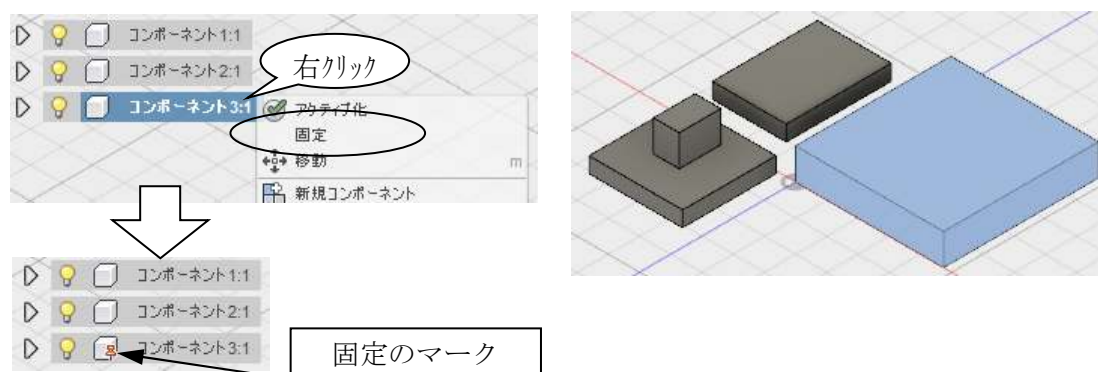 コンポーネント1:1
コンポーネント2:1
コンポーネント3:1
右クリック
アクティブ化
固定
移動 m
新規コンポーネント
コンポーネント1:1
コンポーネント2:1
コンポーネント3:1
固定のマーク